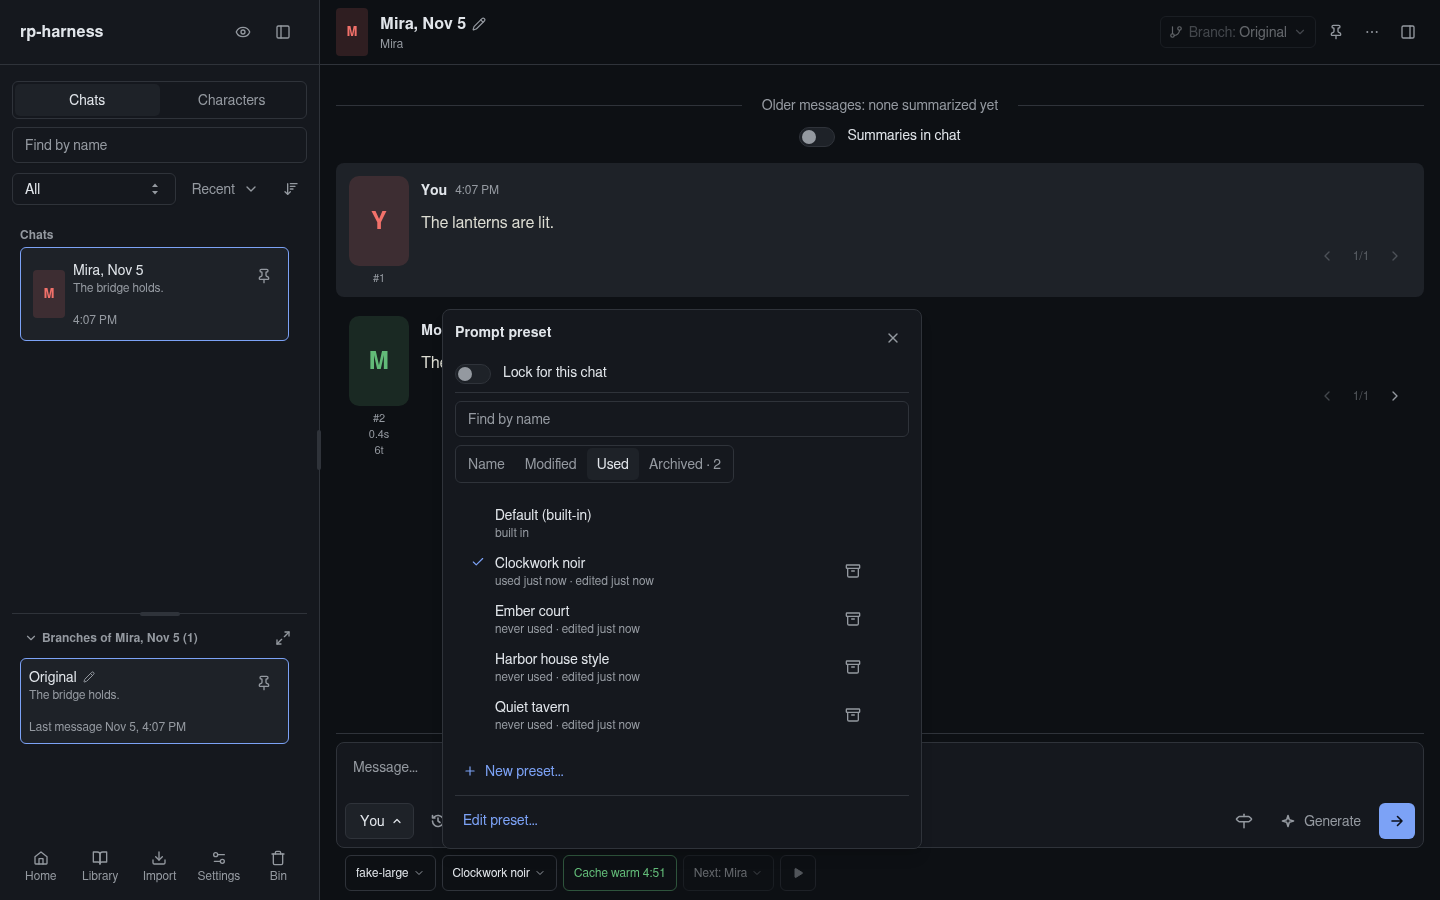 rp-harness
Chats
Characters
Find by name
All
Recent
Chats
M
Mira, Nov 5
The bridge holds.
4:07 PM
Branches of Mira, Nov 5 (1)
Original
The bridge holds.
Last message Nov 5, 4:07 PM
Home
Library
Import
Settings
Bin
M
Mira, Nov 5
Mira
Branch: Original
Older messages: none summarized yet
Summaries in chat
Y
You 4:07 PM
The lanterns are lit.
#1
1/1
M
Mo
The
#2
0.4s
6t
1/1
Prompt preset
Lock for this chat
Find by name
Name
Modified
Used
Archived · 2
Default (built-in)
built in
Clockwork noir
used just now · edited just now
Ember court
never used · edited just now
Harbor house style
never used · edited just now
Quiet tavern
never used · edited just now
New preset...
Edit preset...
Message...
You
Generate
fake-large
Clockwork noir
Cache warm 4:51
Next: Mira